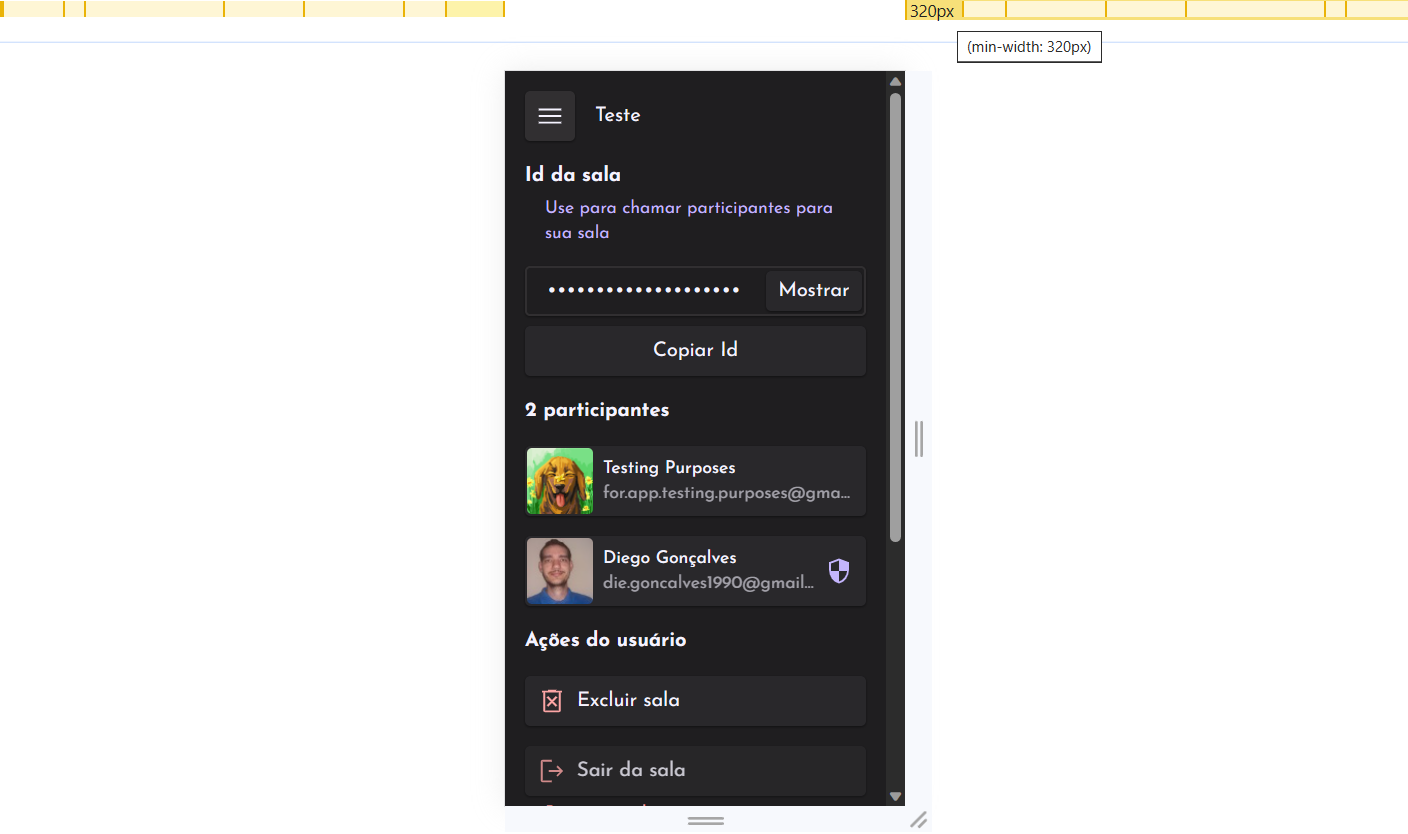 320px
(min-width: 320px)
Teste
Id da sala
Use para chamar participantes para
sua sala
••••••••••••••••••••
Mostrar
Copiar Id
2 participantes
Testing Purposes
for.app.testing.purposes@gma...
Diego Gonçalves
die.goncalves1990@gmail...
Ações do usuário
Excluir sala
Sair da sala